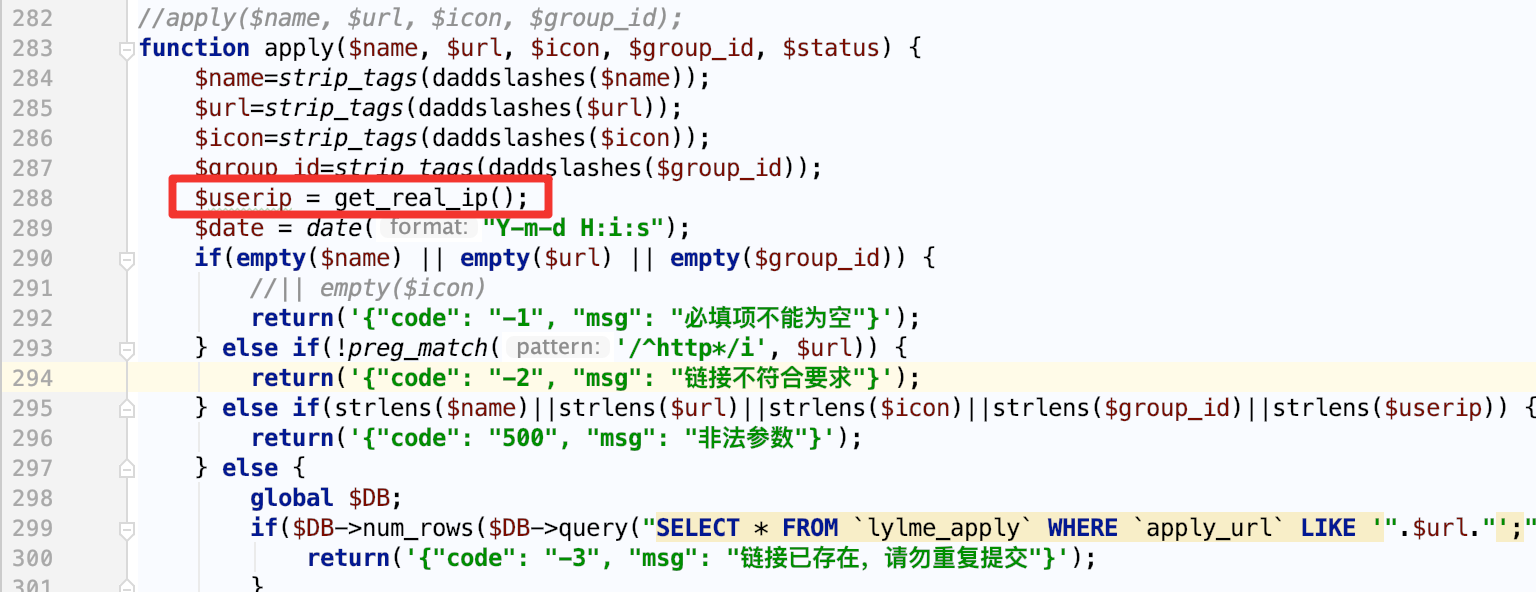 282 //apply($name, $url, $icon, $group_id);
283 function apply($name, $url, $icon, $group_id, $status) {
284 $name=strip_tags(daddslashes($name));
285 $url=strip_tags(daddslashes($url));
286 $icon=strip_tags(daddslashes($icon));
287 $group_id=strip_tags(daddslashes($group_id));
288 $userip = get_real_ip();
289 $date = date( format: "Y-m-d H:i:s");
290 if(empty($name) || empty($url) || empty($group_id)) {
291 //|| empty($icon)
292 return('{"code": "-1", "msg": "必填项不能为空"}');
293 } else if(!preg_match( pattern: '/^http*/i', $url)) {
294 return('{"code": "-2", "msg": "链接不符合要求"}');
295 } else if(strlens($name)||strlens($url)||strlens($icon)||strlens($group_id)||strlens($userip)) {
296 return('{"code": "500", "msg": "非法参数"}');
297 } else {
298 global $DB;
299 if($DB->num_rows($DB->query("SELECT * FROM `lylme_apply` WHERE `apply_url` LIKE '".$url."';"
300 return('{"code": "-3", "msg": "链接已存在，请勿重复提交"}');
301 }